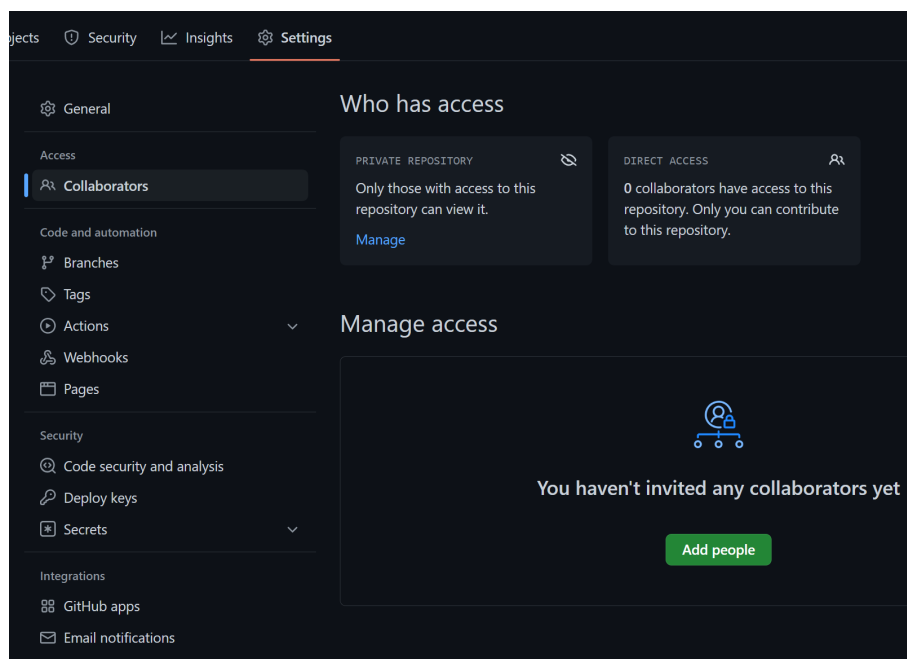 Security
Insights
Settings
General
Access
Collaborators
Code and automation
Branches
Tags
Actions
Webhooks
Pages
Security
Code security and analysis
Deploy keys
Secrets
Integrations
GitHub apps
Email notifications
Who has access
PRIVATE REPOSITORY
Only those with access to this
repository can view it.
Manage
DIRECT ACCESS
0 collaborators have access to this
repository. Only you can contribute
to this repository.
Manage access
You haven't invited any collaborators yet
Add people